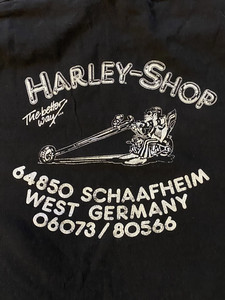 HARLEY-SHOP
The better
way...
64850 SCHAAFHEIM
WEST GERMANY
06073/80566